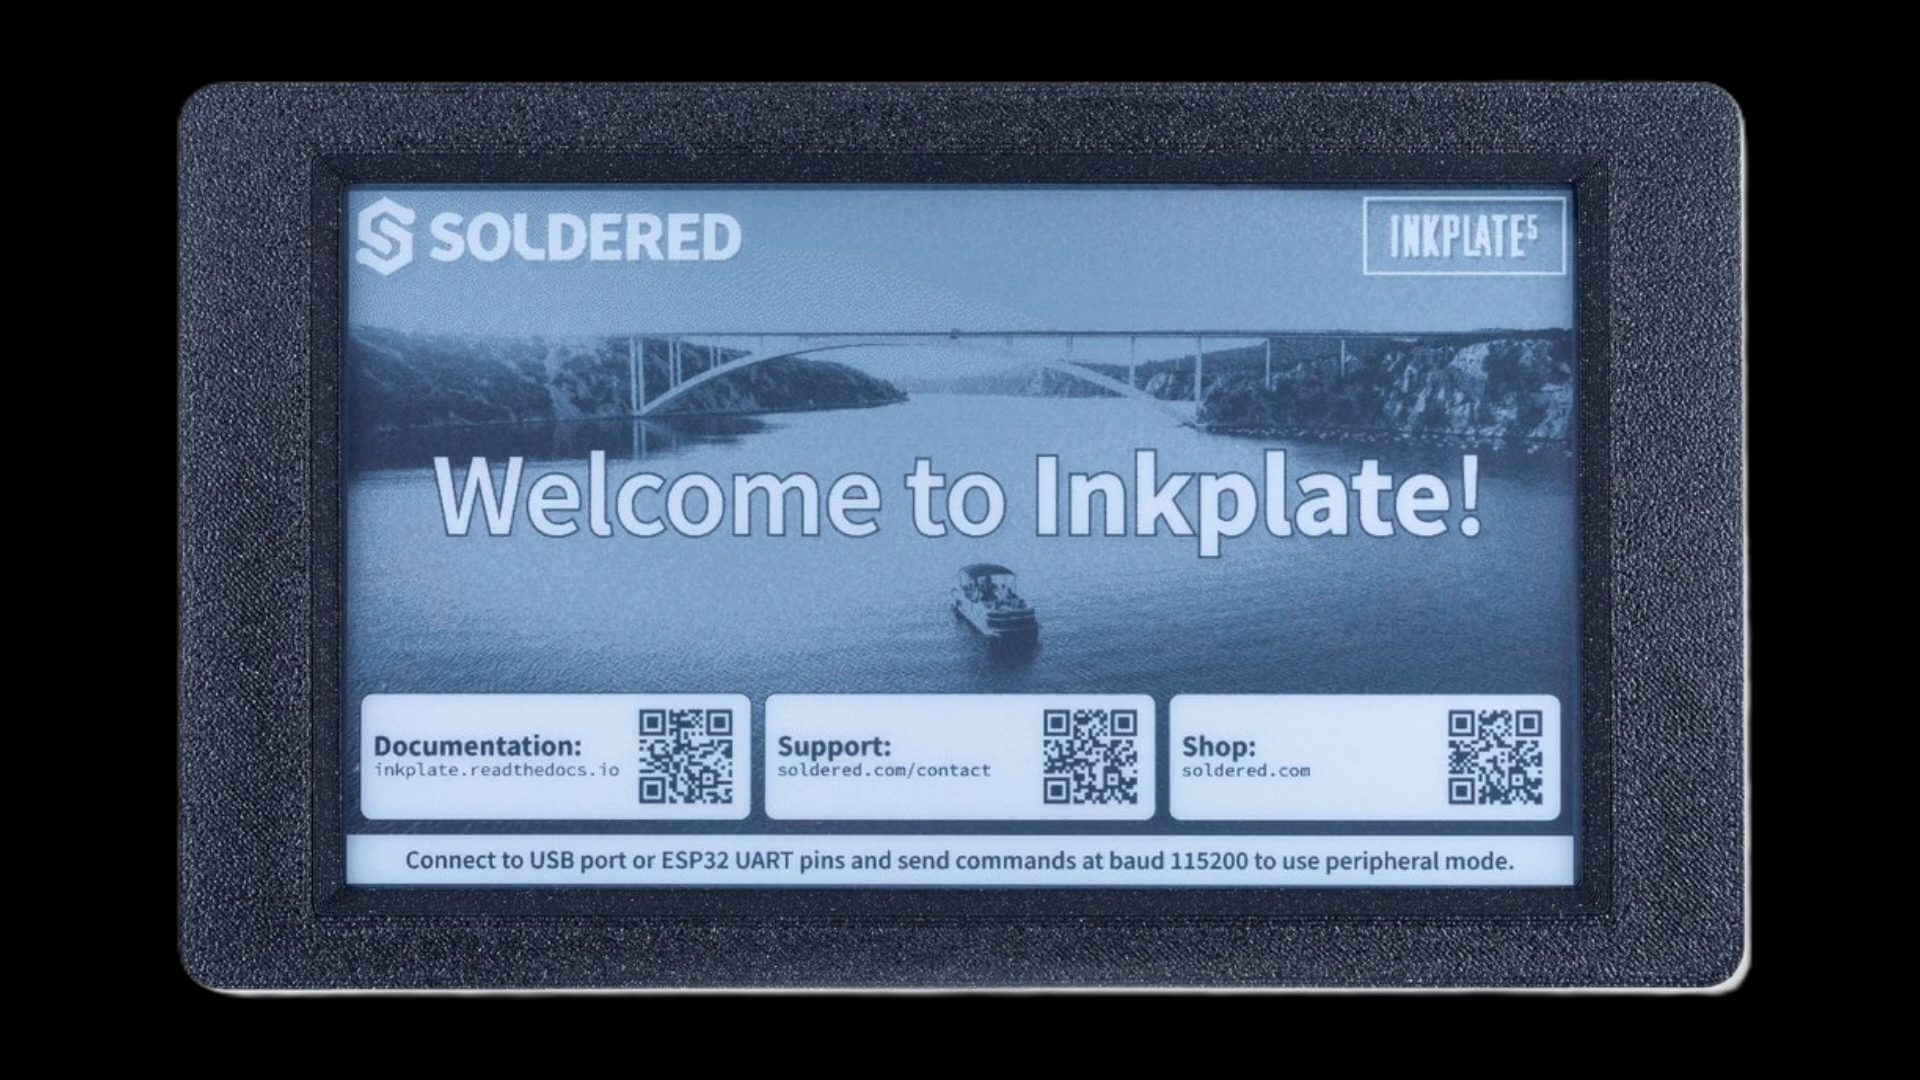 SOLDERED
INKPLATE5
Welcome to Inkplate!
Documentation:
inkplate.readthedocs.io
Support:
soldered.com/contact
Shop:
soldered.com
Connect to USB port or ESP32 UART pins and send commands at baud 115200 to use peripheral mode.